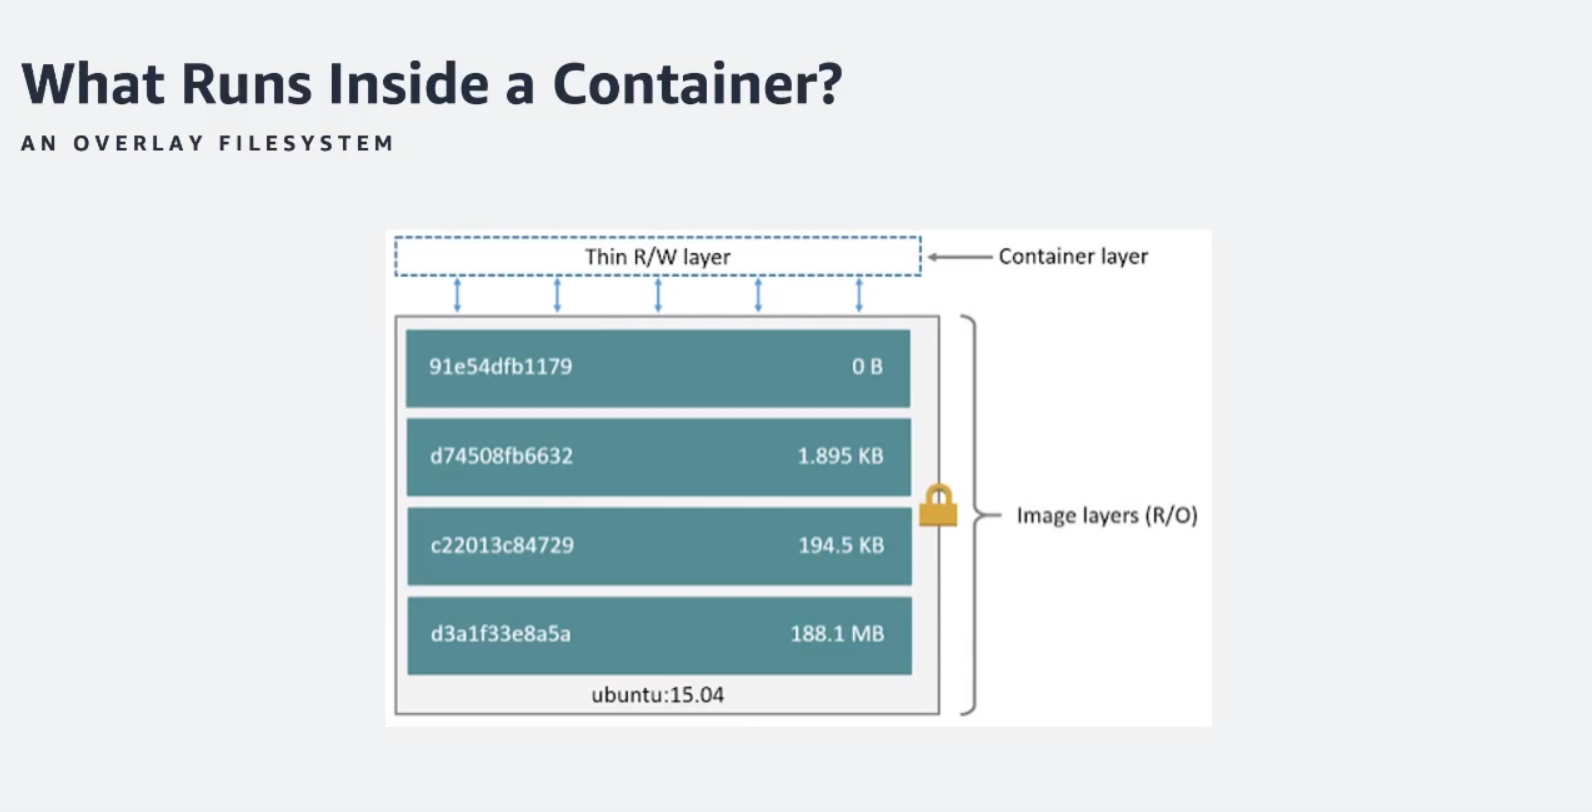 What Runs Inside a Container?
AN OVERLAY FILESYSTEM
Thin R/W layer
Container layer
91e54dfb1179 0 B
d74508fb6632 1.895 KB
c22013c84729 194.5 KB
Image layers (R/O)
d3a1f33e8a5a 188.1 MB
ubuntu:15.04